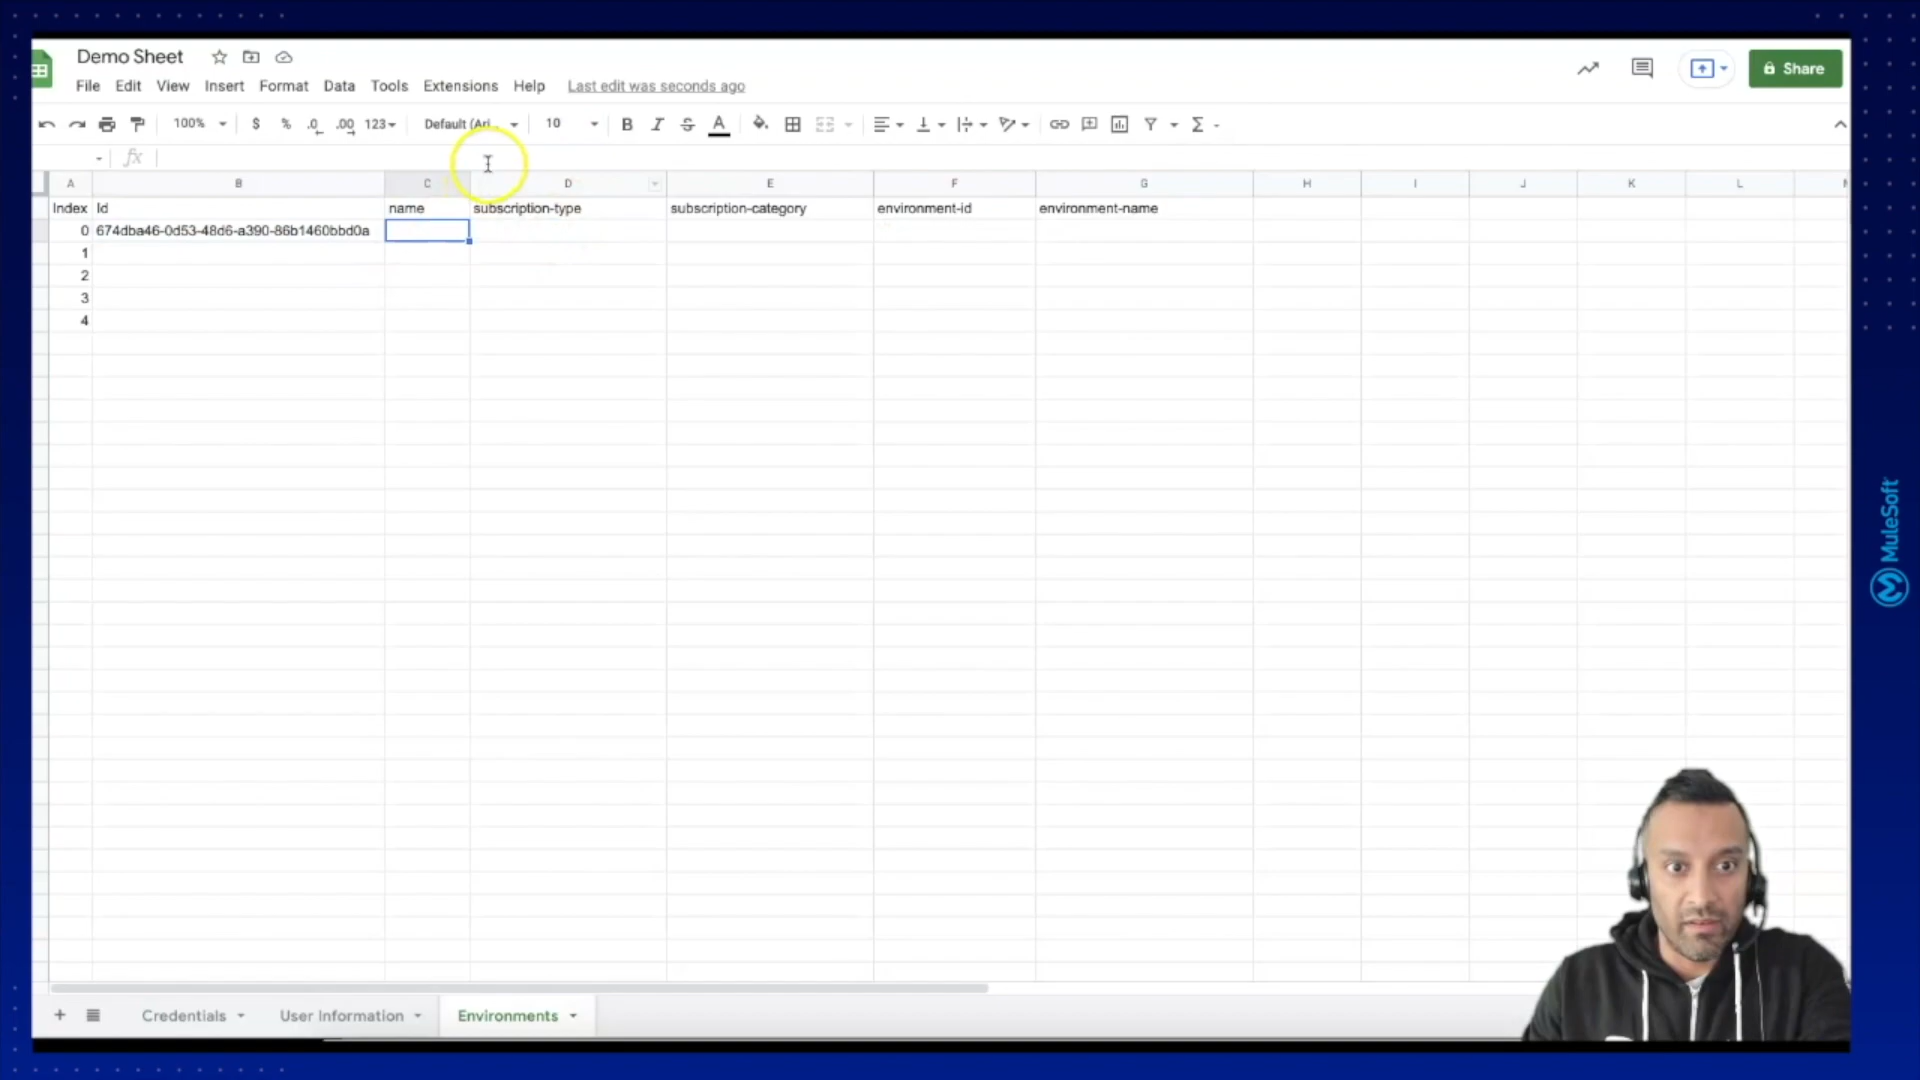 Demo Sheet
File Edit View Insert Format Data Tools Extensions Help Last edit was seconds ago
Share
100% $ % .0 .00 123 Default (Ari... 10 B I S A Σ
fx
A B C D E F G H I J K L
Index Id name subscription-type subscription-category environment-id environment-name
0 674dba46-0d53-48d6-a390-86b1460bbd0a
1
2
3
4
+ Credentials User Information Environments
MuleSoft